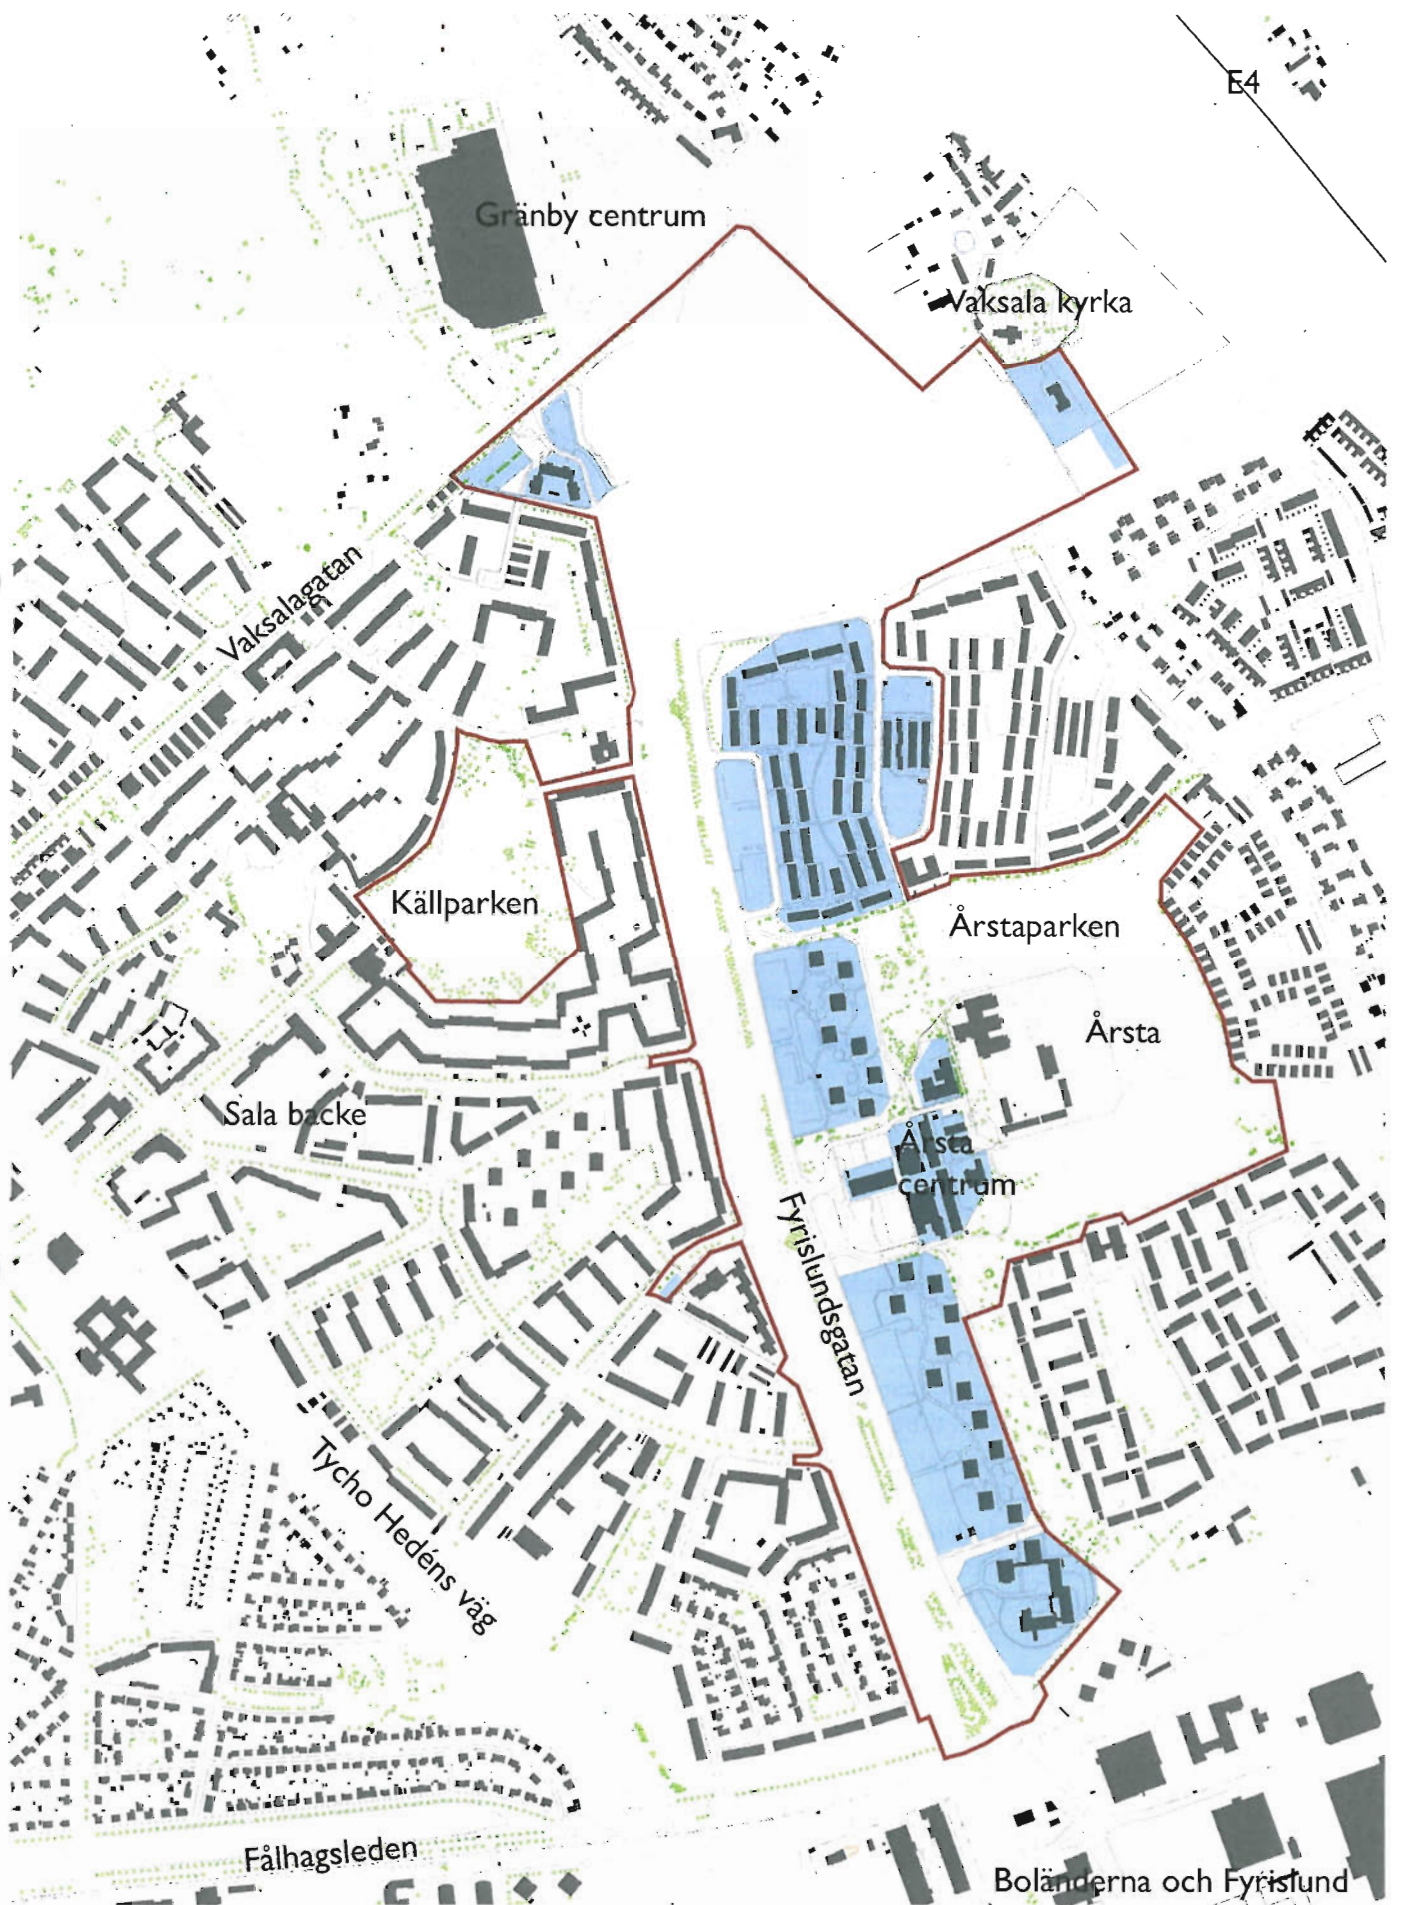 E4
Gränby centrum
Vaksala kyrka
Vaksalagatan
Källparken
Årstaparken
Årsta
Sala backe
Årsta
centrum
Fyrislundsgatan
Tycho Hedéns väg
Fålhagsleden
Boländerna och Fyrislund